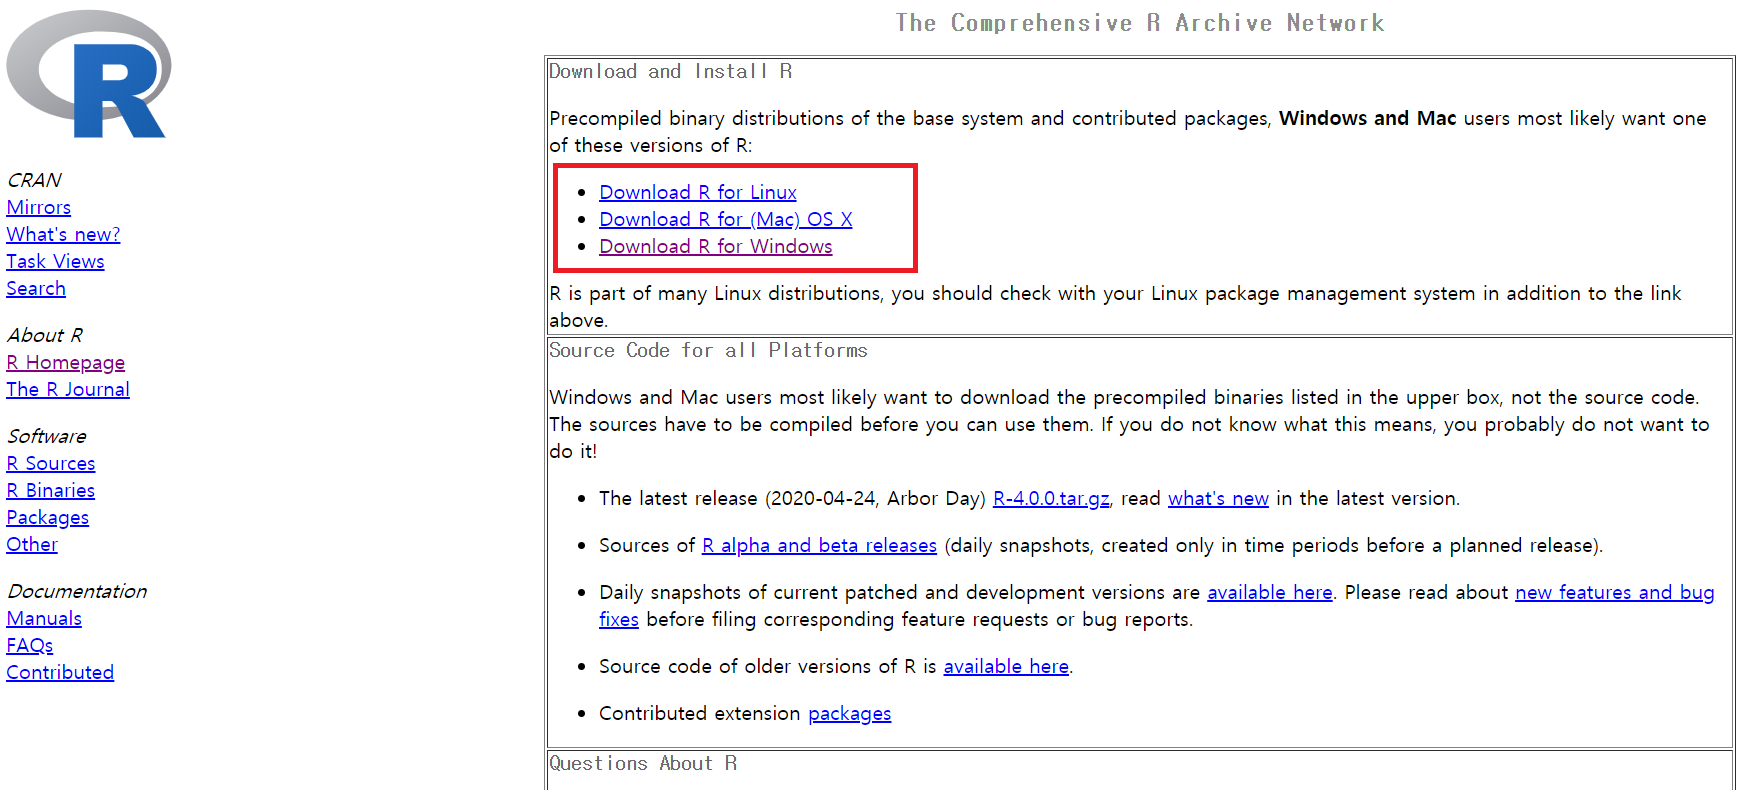 The Comprehensive R Archive Network
R
CRAN
Mirrors
What's new?
Task Views
Search
About R
R Homepage
The R Journal
Software
R Sources
R Binaries
Packages
Other
Documentation
Manuals
FAQs
Contributed
Download and Install R
Precompiled binary distributions of the base system and contributed packages, Windows and Mac users most likely want one
of these versions of R:
• Download R for Linux
• Download R for (Mac) OS X
• Download R for Windows
R is part of many Linux distributions, you should check with your Linux package management system in addition to the link
above.
Source Code for all Platforms
Windows and Mac users most likely want to download the precompiled binaries listed in the upper box, not the source code.
The sources have to be compiled before you can use them. If you do not know what this means, you probably do not want to
do it!
• The latest release (2020-04-24, Arbor Day) R-4.0.0.tar.gz, read what's new in the latest version.
• Sources of R alpha and beta releases (daily snapshots, created only in time periods before a planned release).
• Daily snapshots of current patched and development versions are available here. Please read about new features and bug
fixes before filing corresponding feature requests or bug reports.
• Source code of older versions of R is available here.
• Contributed extension packages
Questions About R